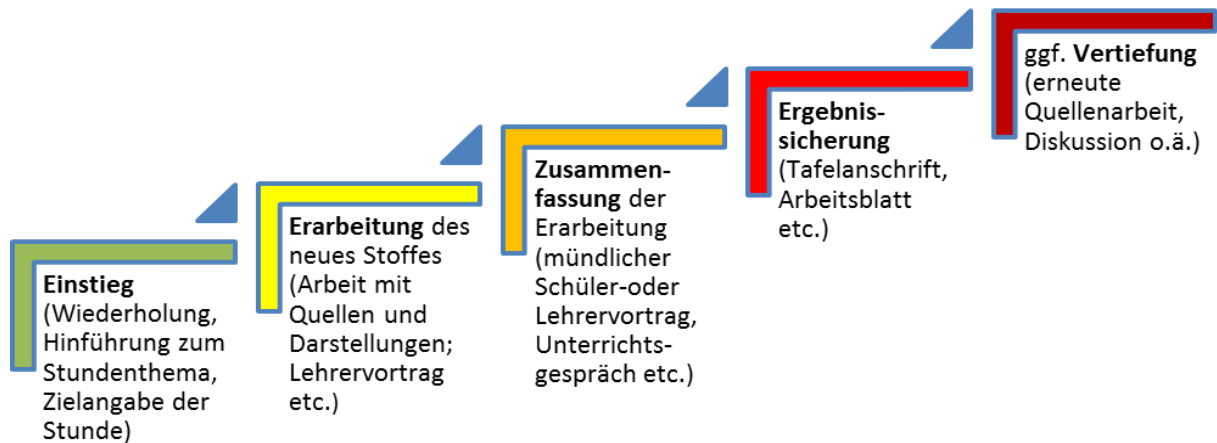 Einstieg
(Wiederholung,
Hinführung zum
Stundenthema,
Zielangabe der
Stunde)
Erarbeitung des
neues Stoffes
(Arbeit mit
Quellen und
Darstellungen;
Lehrervortrag
etc.)
Zusammen-
fassung der
Erarbeitung
(mündlicher
Schüler-oder
Lehrervortrag,
Unterrichts-
gespräch etc.)
Ergebnis-
sicherung
(Tafelanschrift,
Arbeitsblatt
etc.)
ggf. Vertiefung
(erneute
Quellenarbeit,
Diskussion o.ä.)